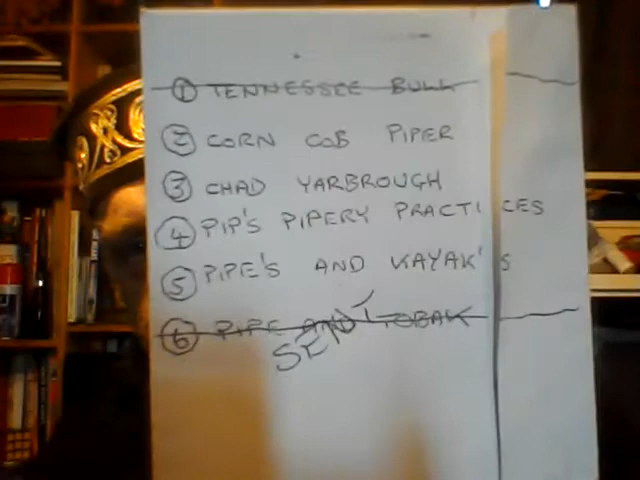 ① TENNESSEE BULL
② CORN COB PIPER
③ CHAD YARBROUGH
④ PIP'S PIPERY PRACTICES
⑤ PIPE'S AND KAYAK'S
⑥ PIPE AND TOBAK
SENT